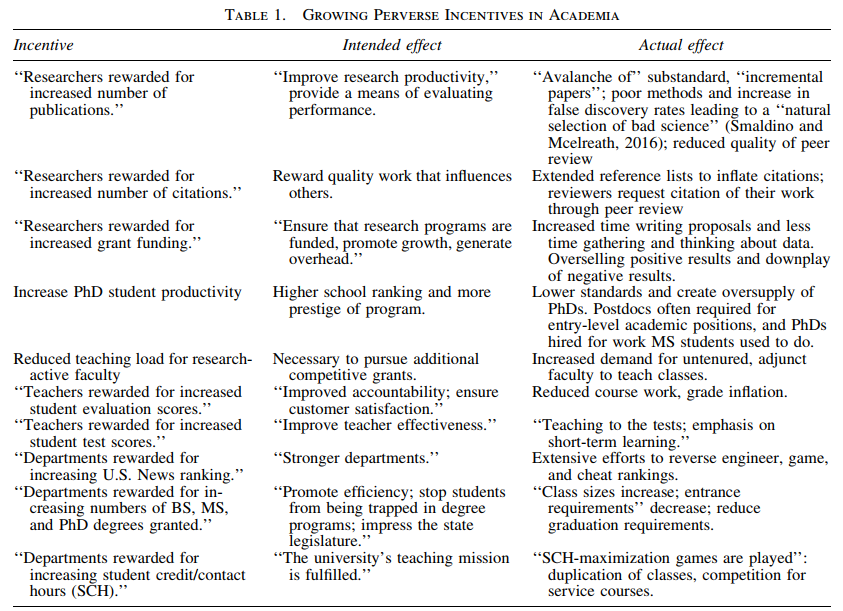 TABLE 1. GROWING PERVERSE INCENTIVES IN ACADEMIA
Incentive
Intended effect
Actual effect
‘‘Researchers rewarded for
increased number of
publications.’’
‘‘Improve research productivity,’’
provide a means of evaluating
performance.
‘‘Avalanche of’’ substandard, ‘‘incremental
papers’’; poor methods and increase in
false discovery rates leading to a ‘‘natural
selection of bad science’’ (Smaldino and
Mcelreath, 2016); reduced quality of peer
review
‘‘Researchers rewarded for
increased number of citations.’’
Reward quality work that influences
others.
Extended reference lists to inflate citations;
reviewers request citation of their work
through peer review
‘‘Researchers rewarded for
increased grant funding.’’
‘‘Ensure that research programs are
funded, promote growth, generate
overhead.’’
Increased time writing proposals and less
time gathering and thinking about data.
Overselling positive results and downplay
of negative results.
Increase PhD student productivity
Higher school ranking and more
prestige of program.
Lower standards and create oversupply of
PhDs. Postdocs often required for
entry-level academic positions, and PhDs
hired for work MS students used to do.
Reduced teaching load for research-
active faculty
Necessary to pursue additional
competitive grants.
Increased demand for untenured, adjunct
faculty to teach classes.
‘‘Teachers rewarded for increased
student evaluation scores.’’
‘‘Improved accountability; ensure
customer satisfaction.’’
Reduced course work, grade inflation.
‘‘Teachers rewarded for increased
student test scores.’’
‘‘Improve teacher effectiveness.’’
‘‘Teaching to the tests; emphasis on
short-term learning.’’
‘‘Departments rewarded for
increasing U.S. News ranking.’’
‘‘Stronger departments.’’
Extensive efforts to reverse engineer, game,
and cheat rankings.
‘‘Departments rewarded for in-
creasing numbers of BS, MS,
and PhD degrees granted.’’
‘‘Promote efficiency; stop students
from being trapped in degree
programs; impress the state
legislature.’’
‘‘Class sizes increase; entrance
requirements’’ decrease; reduce
graduation requirements.
‘‘Departments rewarded for
increasing student credit/contact
hours (SCH).’’
‘‘The university’s teaching mission
is fulfilled.’’
‘‘SCH-maximization games are played’’:
duplication of classes, competition for
service courses.